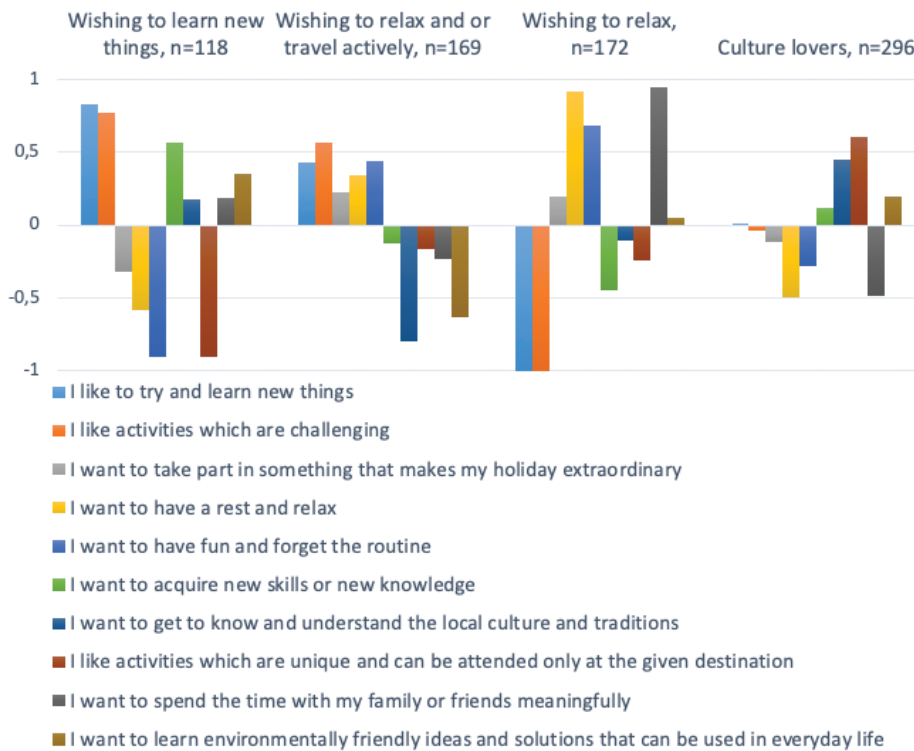 Wishing to learn new things, n=118
Wishing to relax and or travel actively, n=169
Wishing to relax, n=172
Culture lovers, n=296
1
0,5
0
-0,5
-1
I like to try and learn new things
I like activities which are challenging
I want to take part in something that makes my holiday extraordinary
I want to have a rest and relax
I want to have fun and forget the routine
I want to acquire new skills or new knowledge
I want to get to know and understand the local culture and traditions
I like activities which are unique and can be attended only at the given destination
I want to spend the time with my family or friends meaningfully
I want to learn environmentally friendly ideas and solutions that can be used in everyday life